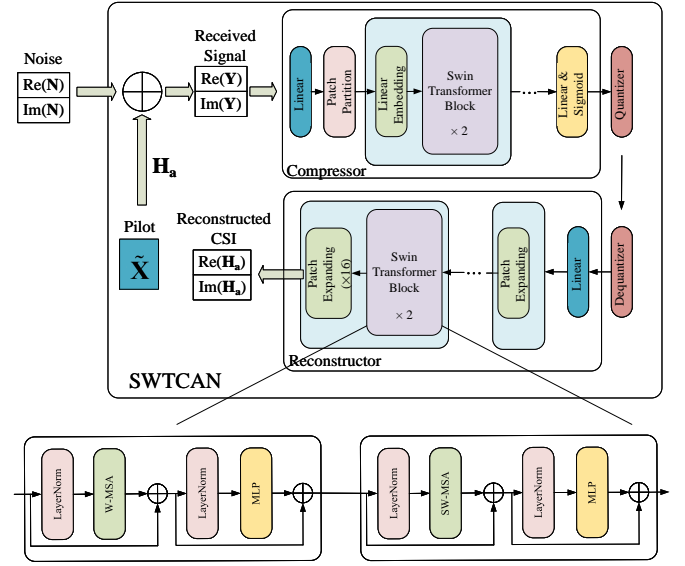 Noise
Re(N)
Im(N)
Received
Signal
Re(Y)
Im(Y)
Linear
Patch
Partition
Linear
Embedding
Swin
Transformer
Block
× 2
...
Linear &
Sigmoid
Quantizer
Compressor
H_a
Pilot
X̃
Reconstructed
CSI
Re(H_a)
Im(H_a)
Patch
Expanding
(×16)
Swin
Transformer
Block
× 2
...
Patch
Expanding
Linear
Dequantizer
Reconstructor
SWTCAN
LayerNorm
W-MSA
LayerNorm
MLP
LayerNorm
SW-MSA
LayerNorm
MLP